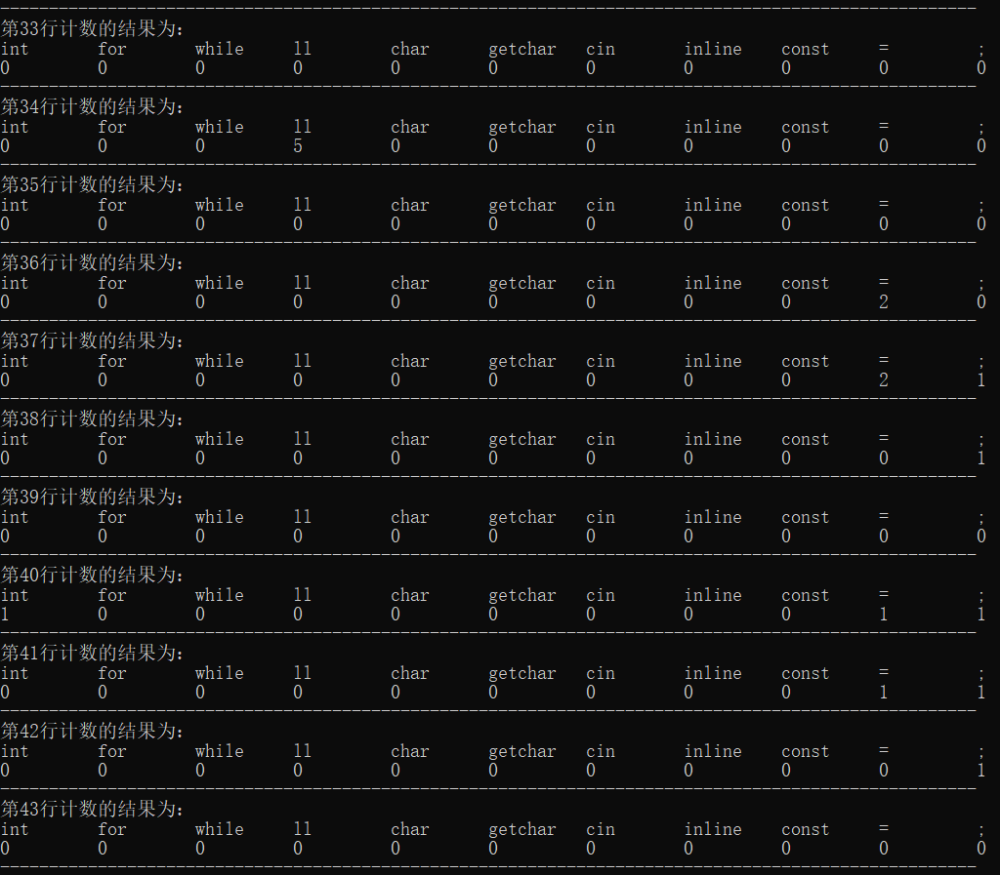 ----------------------------------------------------------------------------------------------------
第33行计数的结果为:
int for while ll char getchar cin inline const = ;
0 0 0 0 0 0 0 0 0 0 0
----------------------------------------------------------------------------------------------------
第34行计数的结果为:
int for while ll char getchar cin inline const = ;
0 0 0 5 0 0 0 0 0 0 0
----------------------------------------------------------------------------------------------------
第35行计数的结果为:
int for while ll char getchar cin inline const = ;
0 0 0 0 0 0 0 0 0 0 0
----------------------------------------------------------------------------------------------------
第36行计数的结果为:
int for while ll char getchar cin inline const = ;
0 0 0 0 0 0 0 0 0 2 0
----------------------------------------------------------------------------------------------------
第37行计数的结果为:
int for while ll char getchar cin inline const = ;
0 0 0 0 0 0 0 0 0 2 1
----------------------------------------------------------------------------------------------------
第38行计数的结果为:
int for while ll char getchar cin inline const = ;
0 0 0 0 0 0 0 0 0 0 1
----------------------------------------------------------------------------------------------------
第39行计数的结果为:
int for while ll char getchar cin inline const = ;
0 0 0 0 0 0 0 0 0 0 0
----------------------------------------------------------------------------------------------------
第40行计数的结果为:
int for while ll char getchar cin inline const = ;
1 0 0 0 0 0 0 0 0 1 1
----------------------------------------------------------------------------------------------------
第41行计数的结果为:
int for while ll char getchar cin inline const = ;
0 0 0 0 0 0 0 0 0 1 1
----------------------------------------------------------------------------------------------------
第42行计数的结果为:
int for while ll char getchar cin inline const = ;
0 0 0 0 0 0 0 0 0 0 1
----------------------------------------------------------------------------------------------------
第43行计数的结果为:
int for while ll char getchar cin inline const = ;
0 0 0 0 0 0 0 0 0 0 0
----------------------------------------------------------------------------------------------------